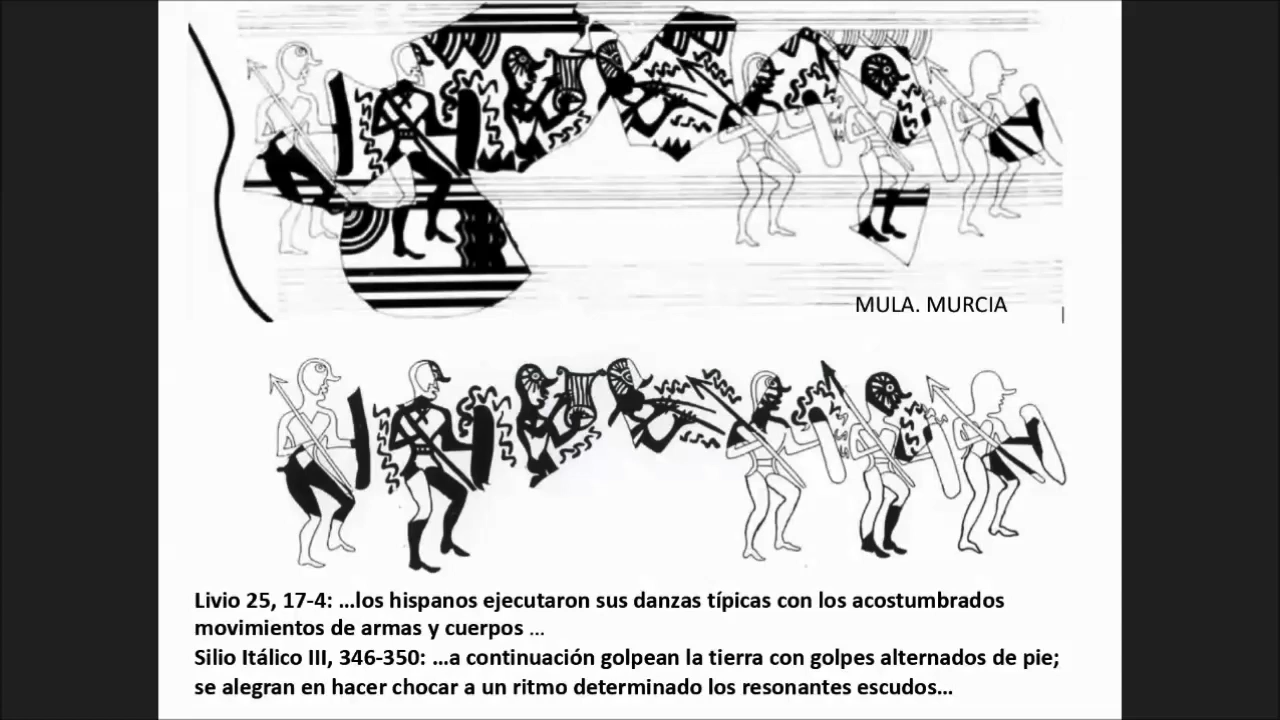 MULA. MURCIA
Livio 25, 17-4: ...los hispanos ejecutaron sus danzas típicas con los acostumbrados
movimientos de armas y cuerpos ...
Silio Itálico III, 346-350: ...a continuación golpean la tierra con golpes alternados de pie;
se alegran en hacer chocar a un ritmo determinado los resonantes escudos...